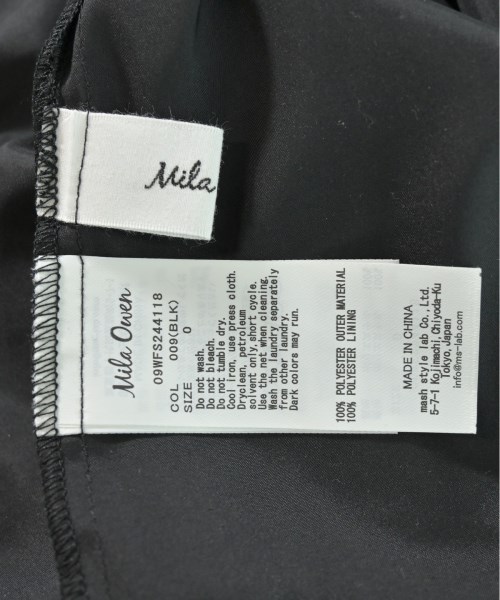 Mila
Mila Owen
09WFS244118
COL 009(BLK)
SIZE 0
Do not wash.
Do not bleach.
Do not tumble dry.
Cool iron, use press cloth.
Dryclean, petroleum
solvent only, short cycle.
Use the net when cleaning.
Wash the laundry separately
from other laundry.
Dark colors may run.
100% POLYESTER OUTER MATERIAL
100% POLYESTER LINING
MADE IN CHINA
mash style lab Co., Ltd.
5-7-1 Kojimachi, Chiyoda-Ku
Tokyo, Japan
info@ms-lab.com